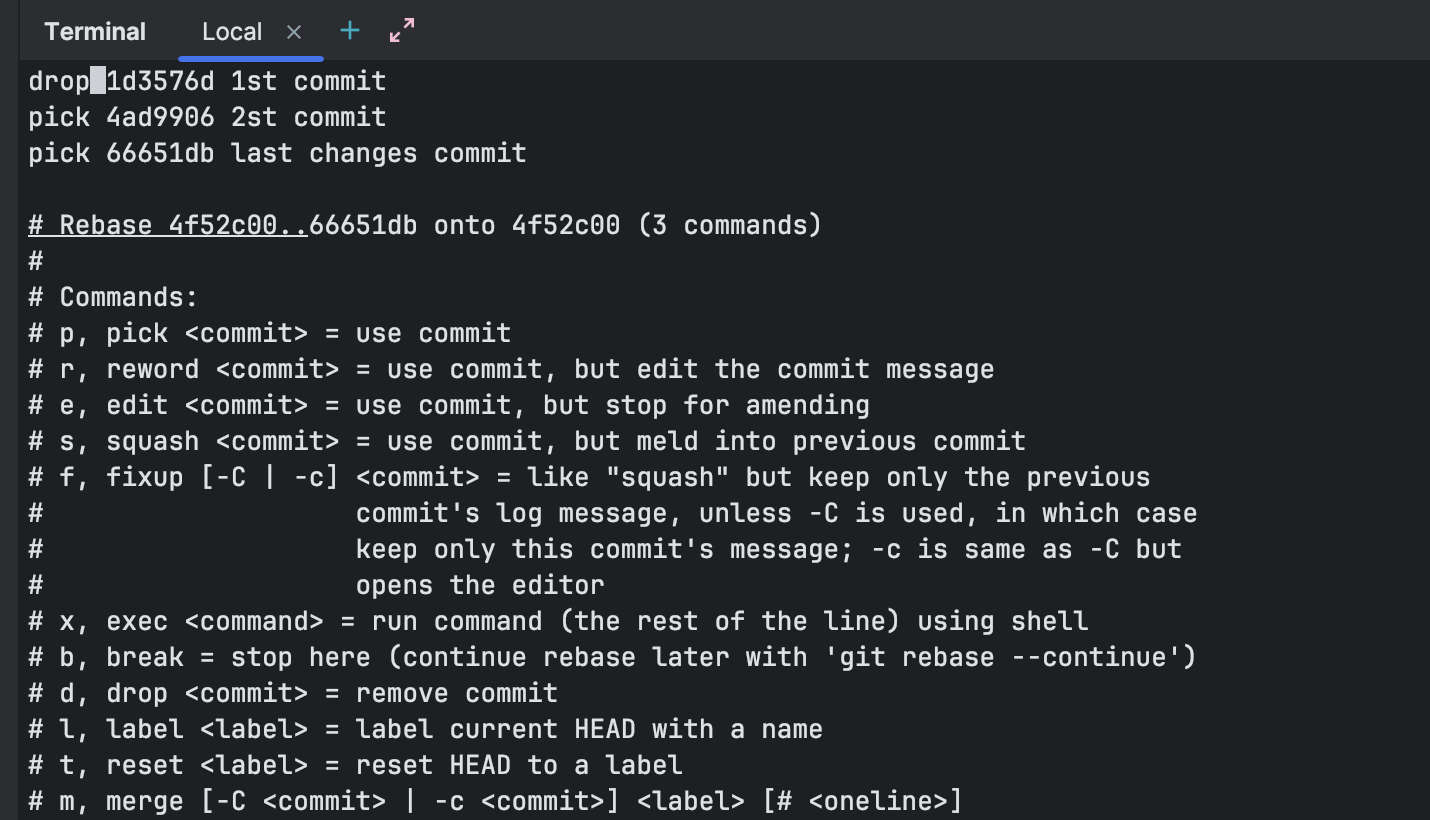 Terminal Local
drop 1d3576d 1st commit
pick 4ad9906 2st commit
pick 66651db last changes commit
# Rebase 4f52c00..66651db onto 4f52c00 (3 commands)
#
# Commands:
# p, pick <commit> = use commit
# r, reword <commit> = use commit, but edit the commit message
# e, edit <commit> = use commit, but stop for amending
# s, squash <commit> = use commit, but meld into previous commit
# f, fixup [-C | -c] <commit> = like "squash" but keep only the previous
#                    commit's log message, unless -C is used, in which case
#                    keep only this commit's message; -c is same as -C but
#                    opens the editor
# x, exec <command> = run command (the rest of the line) using shell
# b, break = stop here (continue rebase later with 'git rebase --continue')
# d, drop <commit> = remove commit
# l, label <label> = label current HEAD with a name
# t, reset <label> = reset HEAD to a label
# m, merge [-C <commit> | -c <commit>] <label> [# <oneline>]